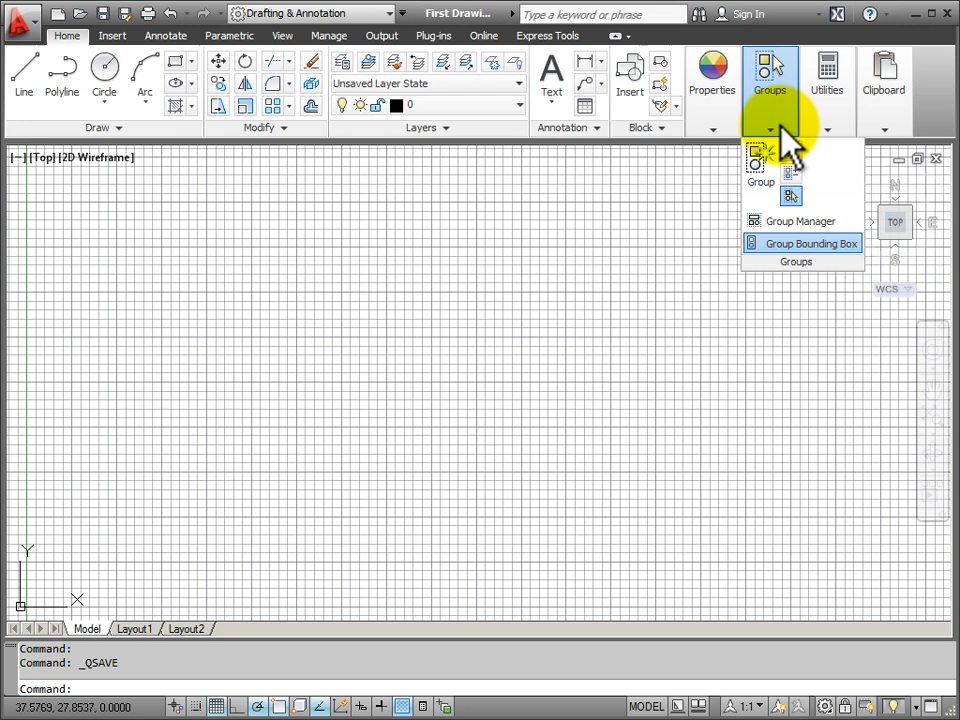 Drafting & Annotation
First Drawi...
Type a keyword or phrase
Sign In
Home
Insert
Annotate
Parametric
View
Manage
Output
Plug-ins
Online
Express Tools
Line
Polyline
Circle
Arc
Draw
Modify
Unsaved Layer State
0
Layers
Text
Annotation
Insert
Block
Properties
Groups
Utilities
Clipboard
Group
Group Manager
Group Bounding Box
Groups
[−] [Top] [2D Wireframe]
N
TOP
E
S
WCS
Y
X
Model
Layout1
Layout2
Command:
Command: _QSAVE
Command:
37.5769, 27.8537, 0.0000
MODEL
1:1